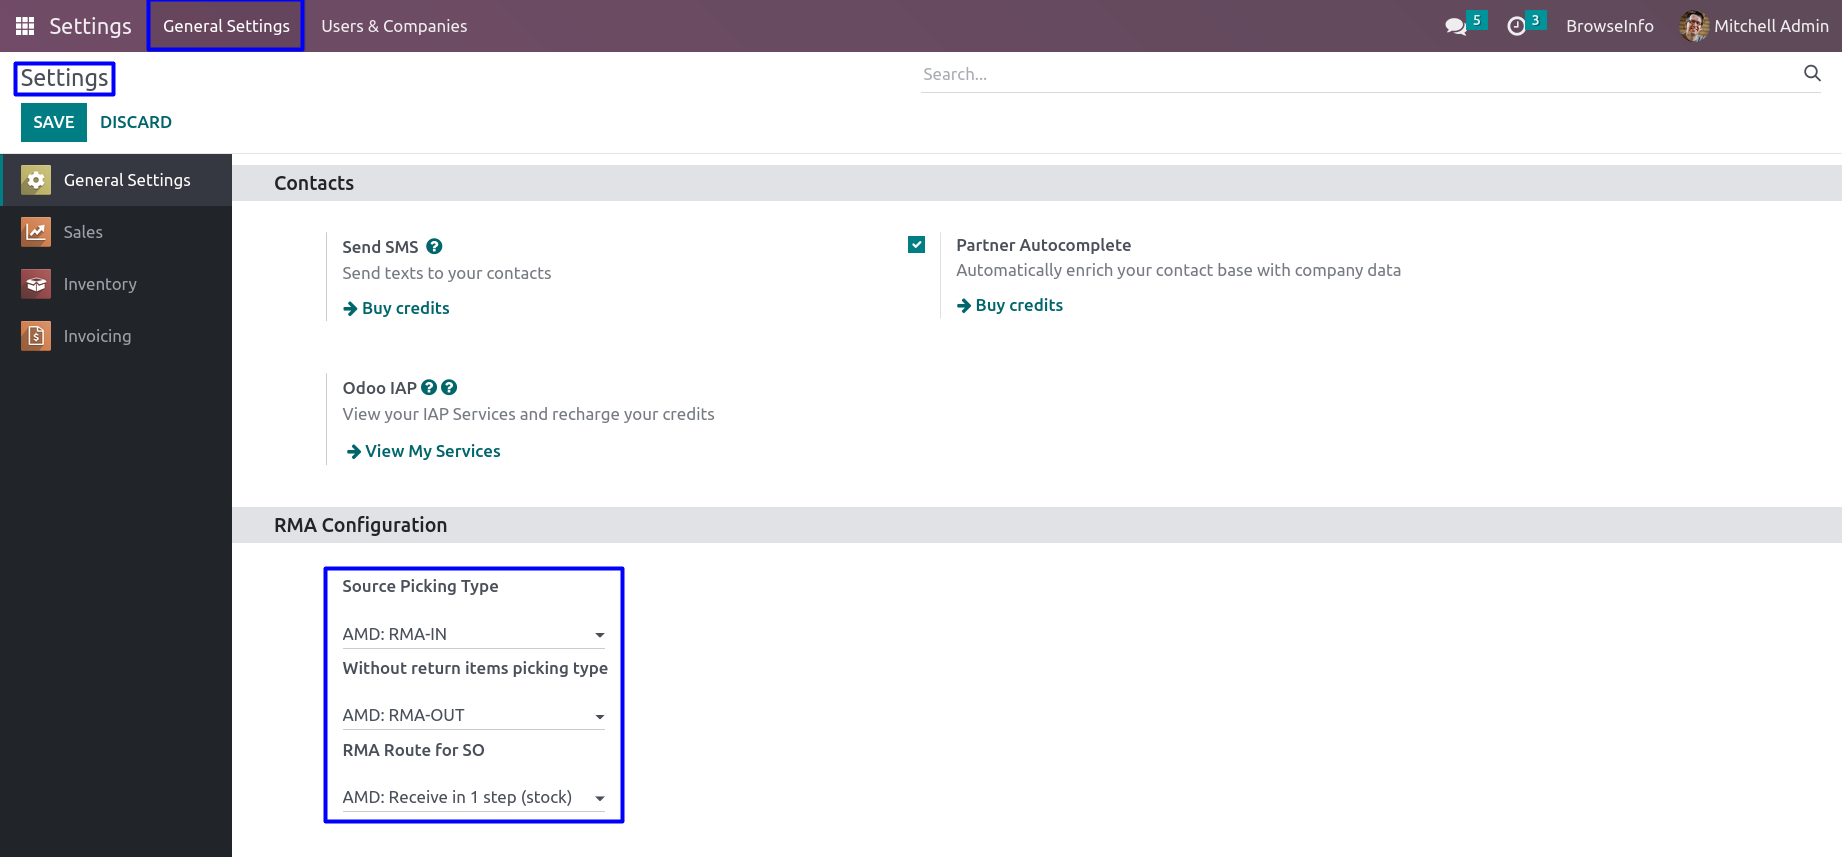 Settings General Settings Users & Companies 5 3 BrowseInfo Mitchell Admin
Settings
Search...
SAVE DISCARD
General Settings
Sales
Inventory
Invoicing
Contacts
Send SMS
Send texts to your contacts
Buy credits
Partner Autocomplete
Automatically enrich your contact base with company data
Buy credits
Odoo IAP
View your IAP Services and recharge your credits
View My Services
RMA Configuration
Source Picking Type
AMD: RMA-IN
Without return items picking type
AMD: RMA-OUT
RMA Route for SO
AMD: Receive in 1 step (stock)